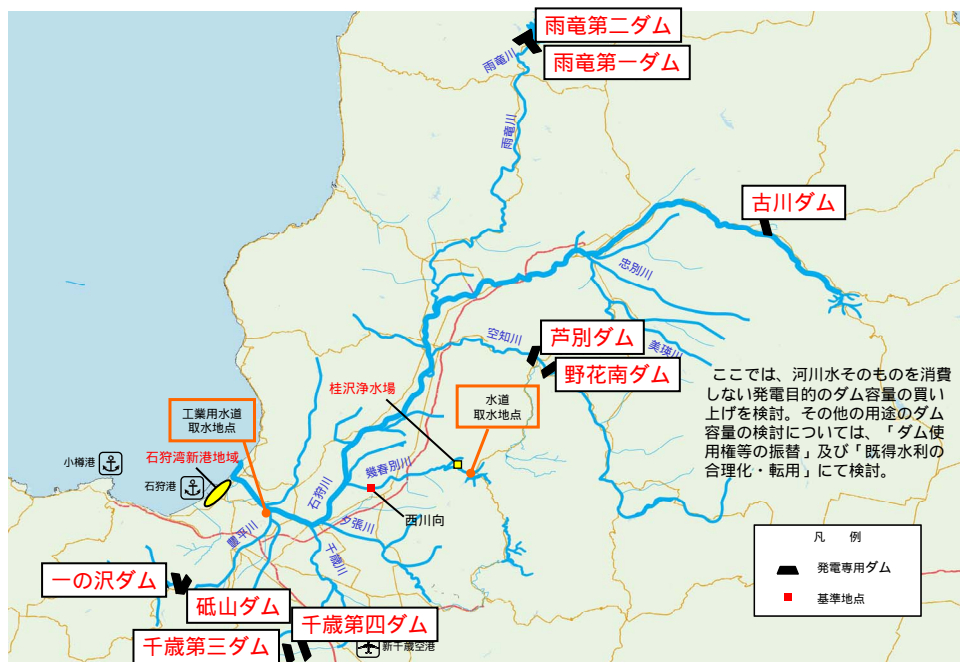 雨竜第二ダム
雨竜川
雨竜第一ダム
雨竜川
古川ダム
忠別川
空知川
芦別ダム
美瑛川
野花南ダム
ここでは、河川水そのものを消費
しない発電目的のダム容量の買い
上げを検討。その他の用途のダム
容量の検討については、「ダム使
用権等の振替」及び「既得水利の
合理化・転用」にて検討。
桂沢浄水場
水道
取水地点
工業用水道
取水地点
石狩湾新港地域
小樽港
石狩港
幾春別川
石狩川
西川向
夕張川
豊平川
千歳川
凡　例
発電専用ダム
基準地点
一の沢ダム
砥山ダム
千歳第四ダム
千歳第三ダム
新千歳空港